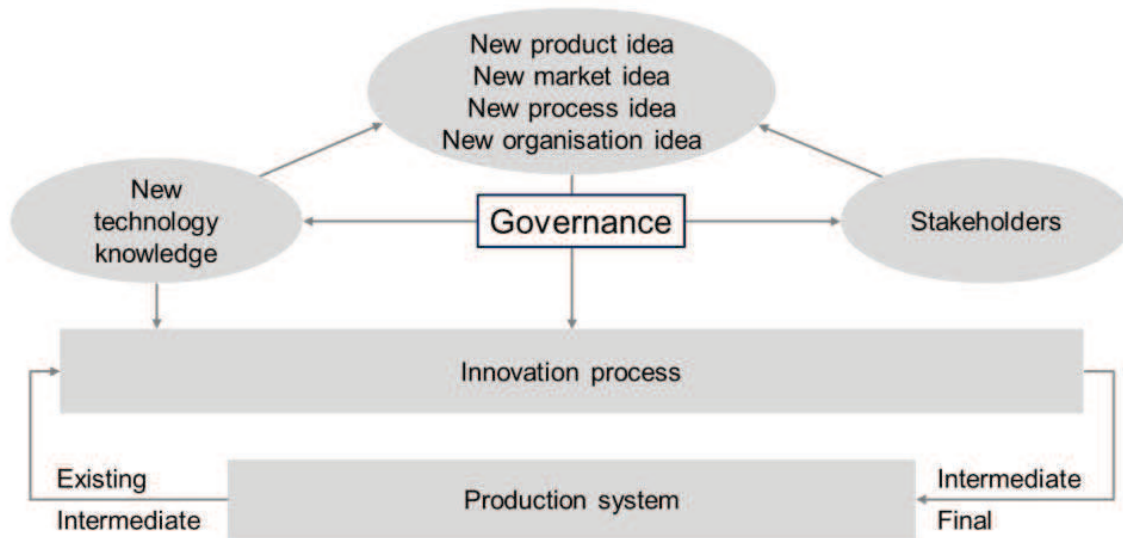 New product idea
New market idea
New process idea
New organisation idea
New
technology
knowledge
Governance
Stakeholders
Innovation process
Existing
Intermediate
Production system
Intermediate
Final